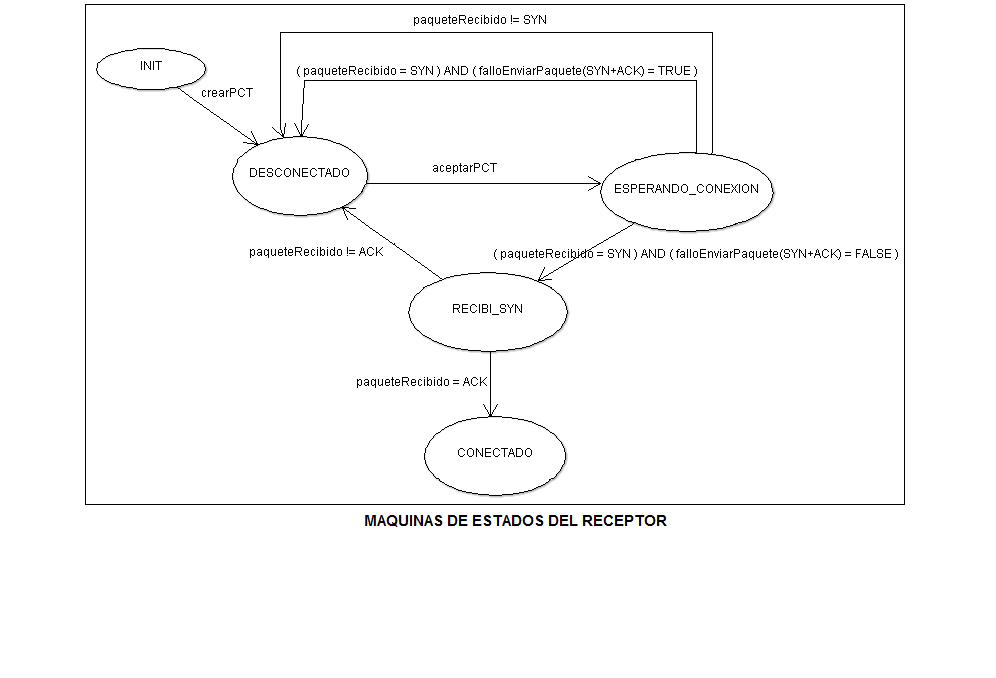 paqueteRecibido != SYN
INIT
( paqueteRecibido = SYN ) AND ( falloEnviarPaquete(SYN+ACK) = TRUE )
crearPCT
DESCONECTADO
aceptarPCT
ESPERANDO_CONEXION
paqueteRecibido != ACK
( paqueteRecibido = SYN ) AND ( falloEnviarPaquete(SYN+ACK) = FALSE )
RECIBI_SYN
paqueteRecibido = ACK
CONECTADO
MAQUINAS DE ESTADOS DEL RECEPTOR